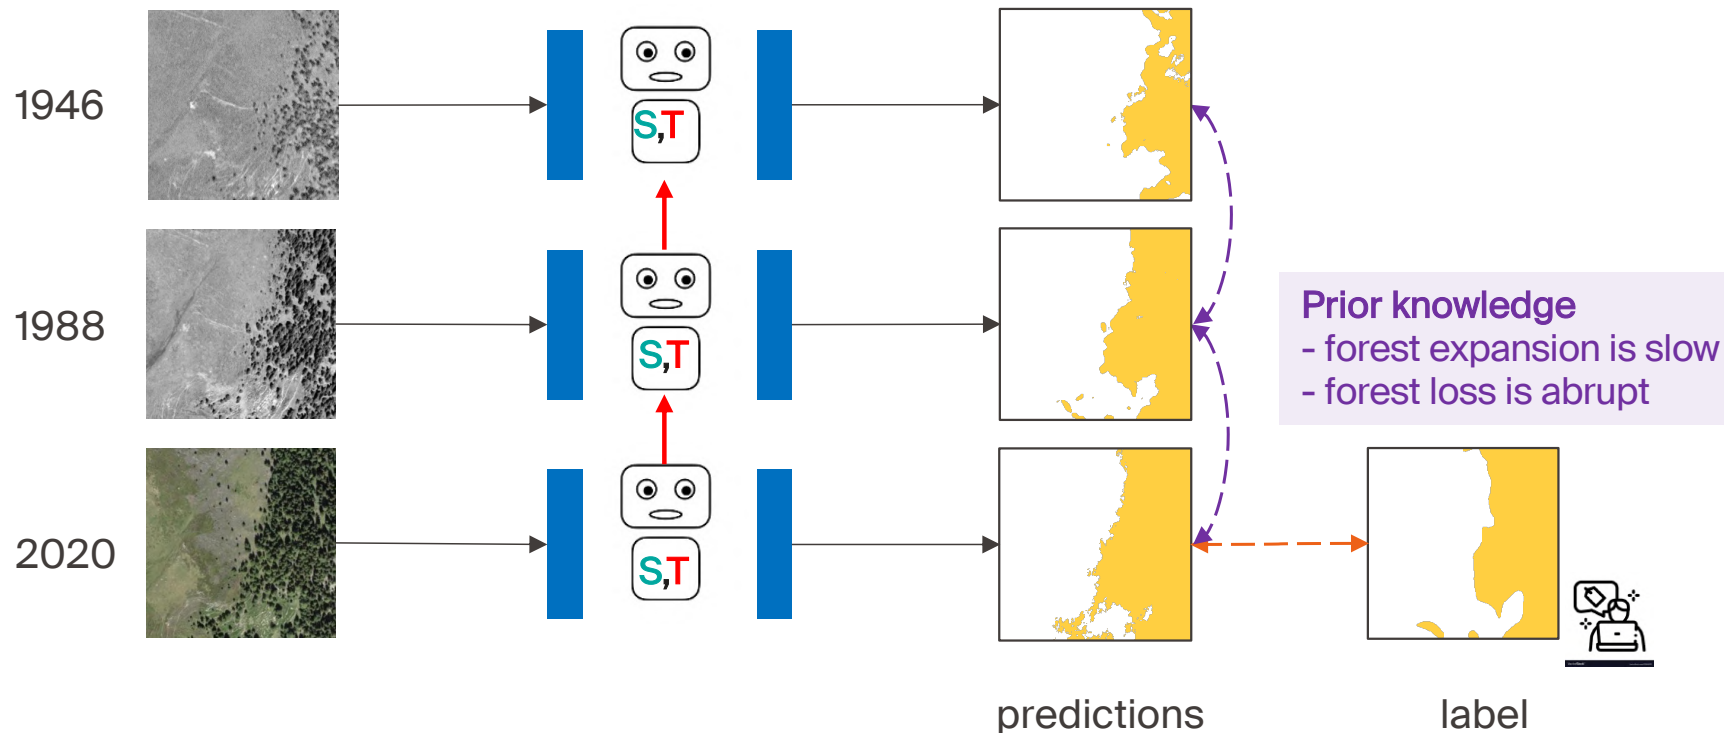 1946
S,T
1988
S,T
Prior knowledge
- forest expansion is slow
- forest loss is abrupt
2020
S,T
predictions
label